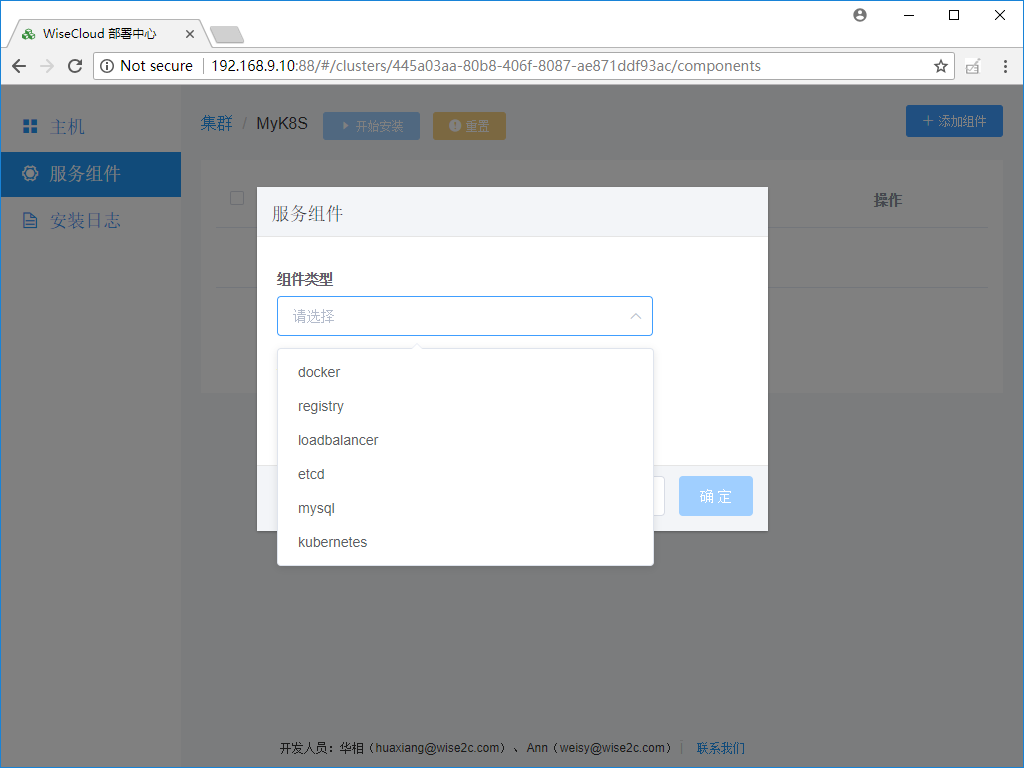 WiseCloud 部署中心
Not secure 192.168.9.10:88/#/clusters/445a03aa-80b8-406f-8087-ae871ddf93ac/components
主机
服务组件
安装日志
集群 / MyK8S 开始安装 重置 添加组件
操作
服务组件
组件类型
请选择
docker
registry
loadbalancer
etcd
mysql
kubernetes
确 定
开发人员：华相（huaxiang@wise2c.com）、Ann（weisy@wise2c.com） 联系我们